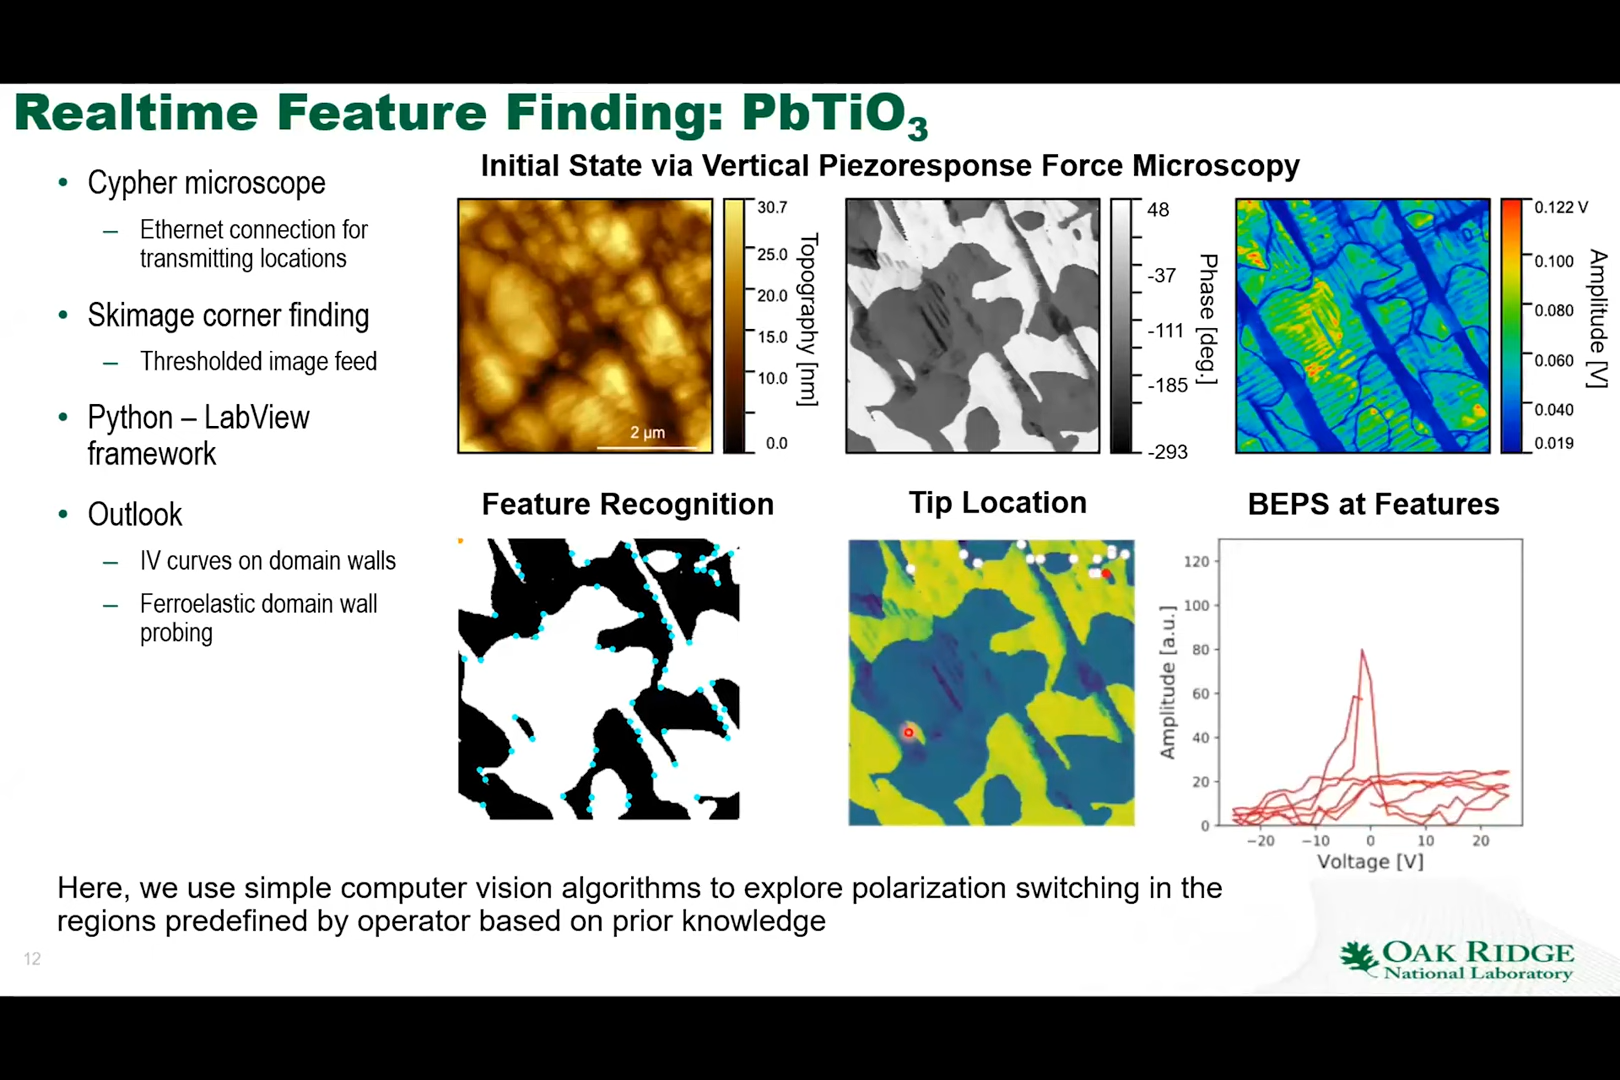 Realtime Feature Finding: PbTiO3
• Cypher microscope
– Ethernet connection for
transmitting locations
• Skimage corner finding
– Thresholded image feed
• Python – LabView
framework
• Outlook
– IV curves on domain walls
– Ferroelastic domain wall
probing
Initial State via Vertical Piezoresponse Force Microscopy
2 µm
30.7
25.0
20.0
15.0
10.0
0.0
Topography [nm]
48
-37
-111
-185
-293
Phase [deg.]
0.122 V
0.100
0.080
0.060
0.040
0.019
Amplitude [V]
Feature Recognition
Tip Location
BEPS at Features
120
100
80
60
40
20
0
Amplitude [a.u.]
−20 −10 0 10 20
Voltage [V]
Here, we use simple computer vision algorithms to explore polarization switching in the
regions predefined by operator based on prior knowledge
12
OAK RIDGE
National Laboratory